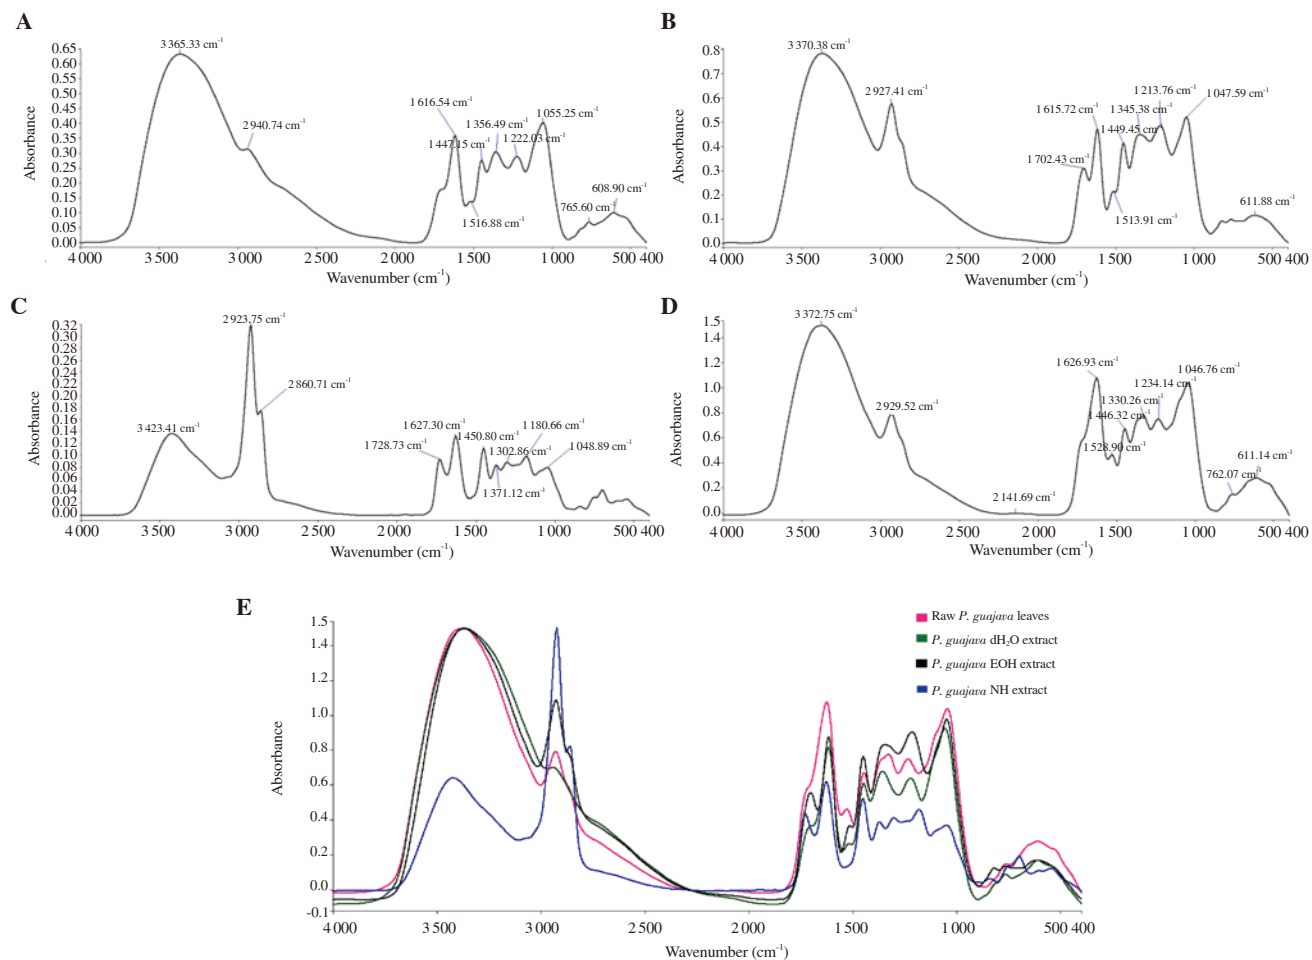 A
3 365.33 cm-1
2 940.74 cm-1
1 616.54 cm-1
1 447.15 cm-1
1 356.49 cm-1
1 222.03 cm-1
1 055.25 cm-1
1 516.88 cm-1
765.60 cm-1
608.90 cm-1
Absorbance
0.65
0.60
0.55
0.50
0.45
0.40
0.35
0.30
0.25
0.20
0.15
0.10
0.05
0.00
4 000 3 500 3 000 2 500 2 000 1 500 1 000 500 400
Wavenumber (cm-1)
B
3 370.38 cm-1
2 927.41 cm-1
1 702.43 cm-1
1 615.72 cm-1
1 449.45 cm-1
1 345.38 cm-1
1 213.76 cm-1
1 047.59 cm-1
1 513.91 cm-1
611.88 cm-1
Absorbance
0.8
0.7
0.6
0.5
0.4
0.3
0.2
0.1
0.0
4 000 3 500 3 000 2 500 2 000 1 500 1 000 500 400
Wavenumber (cm-1)
C
2 923.75 cm-1
2 860.71 cm-1
3 423.41 cm-1
1 728.73 cm-1
1 627.30 cm-1
1 450.80 cm-1
1 302.86 cm-1
1 180.66 cm-1
1 048.89 cm-1
1 371.12 cm-1
Absorbance
0.32
0.30
0.28
0.26
0.24
0.22
0.20
0.18
0.16
0.14
0.12
0.10
0.08
0.06
0.04
0.02
0.00
4 000 3 500 3 000 2 500 2 000 1 500 1 000 500 400
Wavenumber (cm-1)
D
3 372.75 cm-1
2 929.52 cm-1
2 141.69 cm-1
1 626.93 cm-1
1 528.90 cm-1
1 446.32 cm-1
1 330.26 cm-1
1 234.14 cm-1
1 046.76 cm-1
762.07 cm-1
611.14 cm-1
Absorbance
1.5
1.4
1.2
1.0
0.8
0.6
0.4
0.2
0.0
4 000 3 500 3 000 2 500 2 000 1 500 1 000 500 400
Wavenumber (cm-1)
E
Raw P. guajava leaves
P. guajava dH2O extract
P. guajava EOH extract
P. guajava NH extract
Absorbance
1.5
1.4
1.2
1.0
0.8
0.6
0.4
0.2
0.0
-0.1
4 000 3 500 3 000 2 500 2 000 1 500 1 000 500 400
Wavenumber (cm-1)